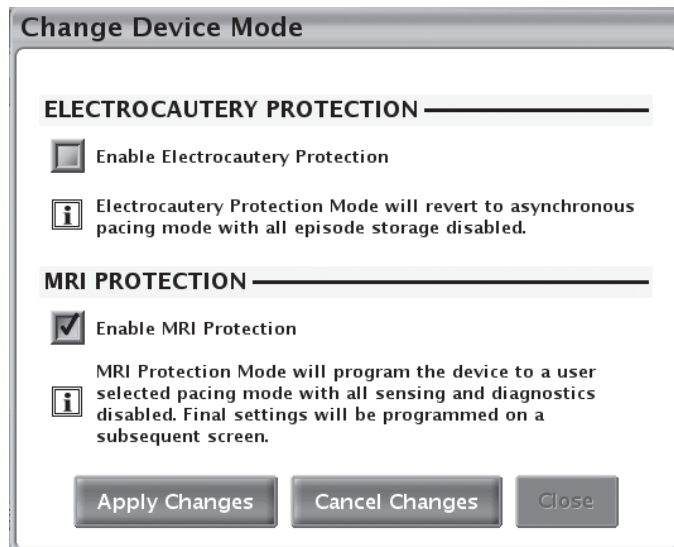 Change Device Mode
ELECTROCAUTERY PROTECTION
Enable Electrocautery Protection
i
Electrocautery Protection Mode will revert to asynchronous
pacing mode with all episode storage disabled.
MRI PROTECTION
Enable MRI Protection
i
MRI Protection Mode will program the device to a user
selected pacing mode with all sensing and diagnostics
disabled. Final settings will be programmed on a
subsequent screen.
Apply Changes
Cancel Changes
Close